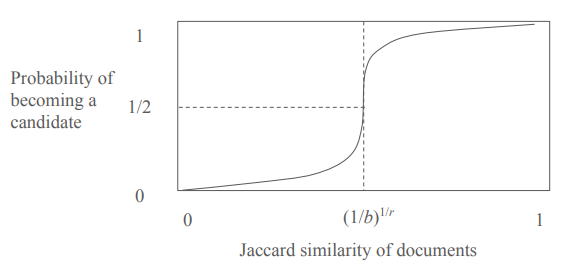 1
Probability of
becoming a
candidate
1/2
0
0
(1/b)^{1/r}
1
Jaccard similarity of documents